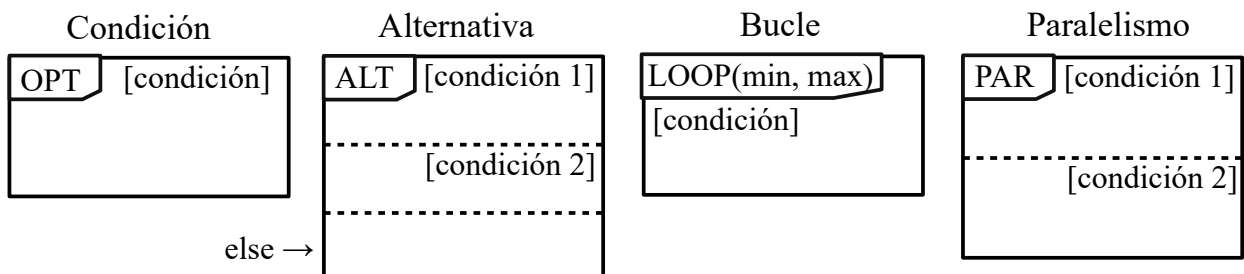 Condición
OPT [condición]
Alternativa
ALT [condición 1]
[condición 2]
else →
Bucle
LOOP(min, max)
[condición]
Paralelismo
PAR [condición 1]
[condición 2]